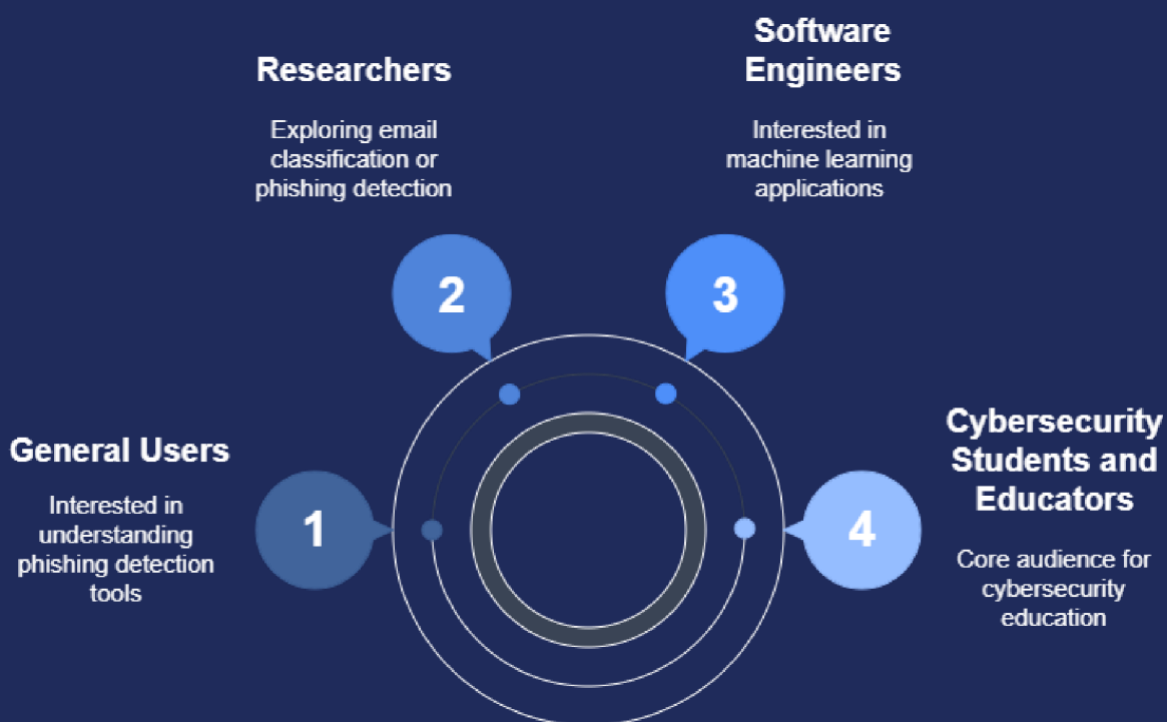 General Users
Interested in
understanding
phishing detection
tools
1
Researchers
Exploring email
classification or
phishing detection
2
Software
Engineers
Interested in
machine learning
applications
3
Cybersecurity
Students and
Educators
Core audience for
cybersecurity
education
4